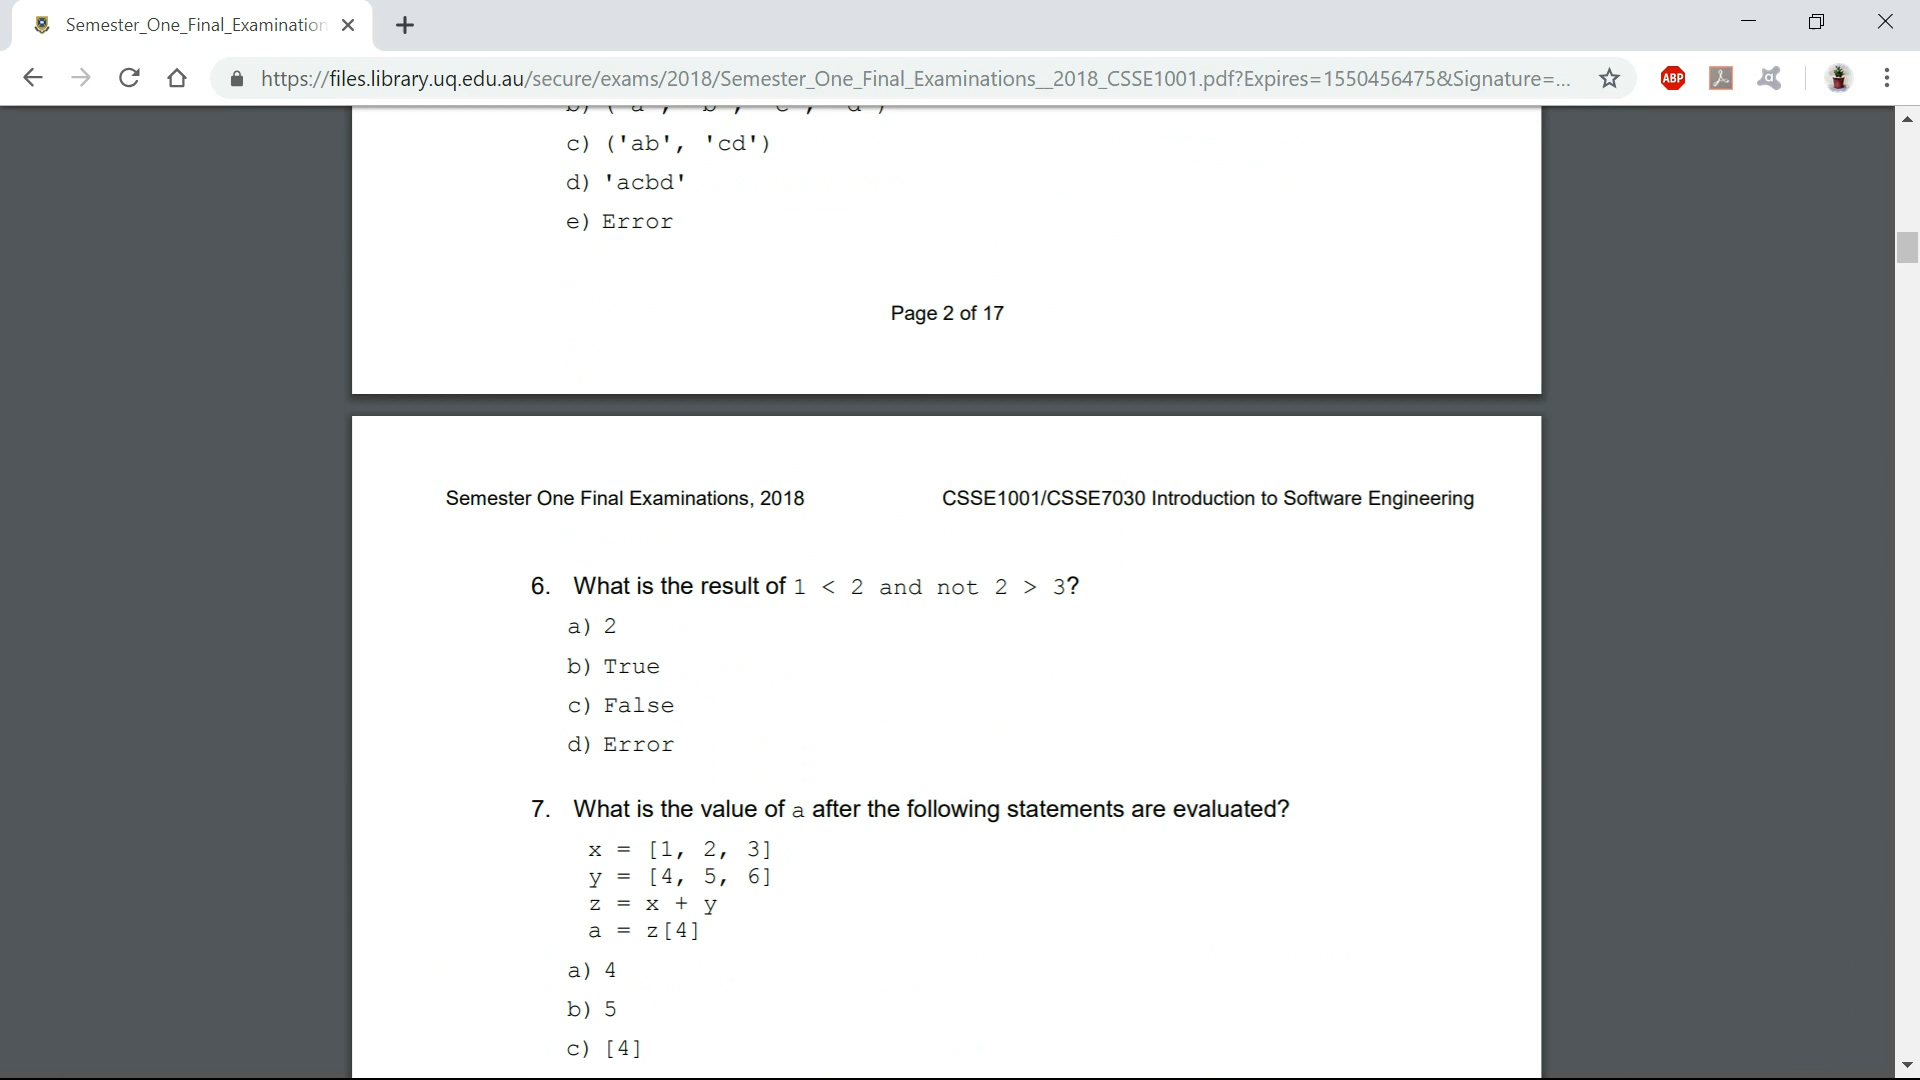 Semester_One_Final_Examination
https://files.library.uq.edu.au/secure/exams/2018/Semester_One_Final_Examinations__2018_CSSE1001.pdf?Expires=1550456475&Signature=...
ABP
c) ('ab', 'cd')
d) 'acbd'
e) Error
Page 2 of 17
Semester One Final Examinations, 2018 CSSE1001/CSSE7030 Introduction to Software Engineering
6. What is the result of 1 < 2 and not 2 > 3?
a) 2
b) True
c) False
d) Error
7. What is the value of a after the following statements are evaluated?
x = [1, 2, 3]
y = [4, 5, 6]
z = x + y
a = z[4]
a) 4
b) 5
c) [4]